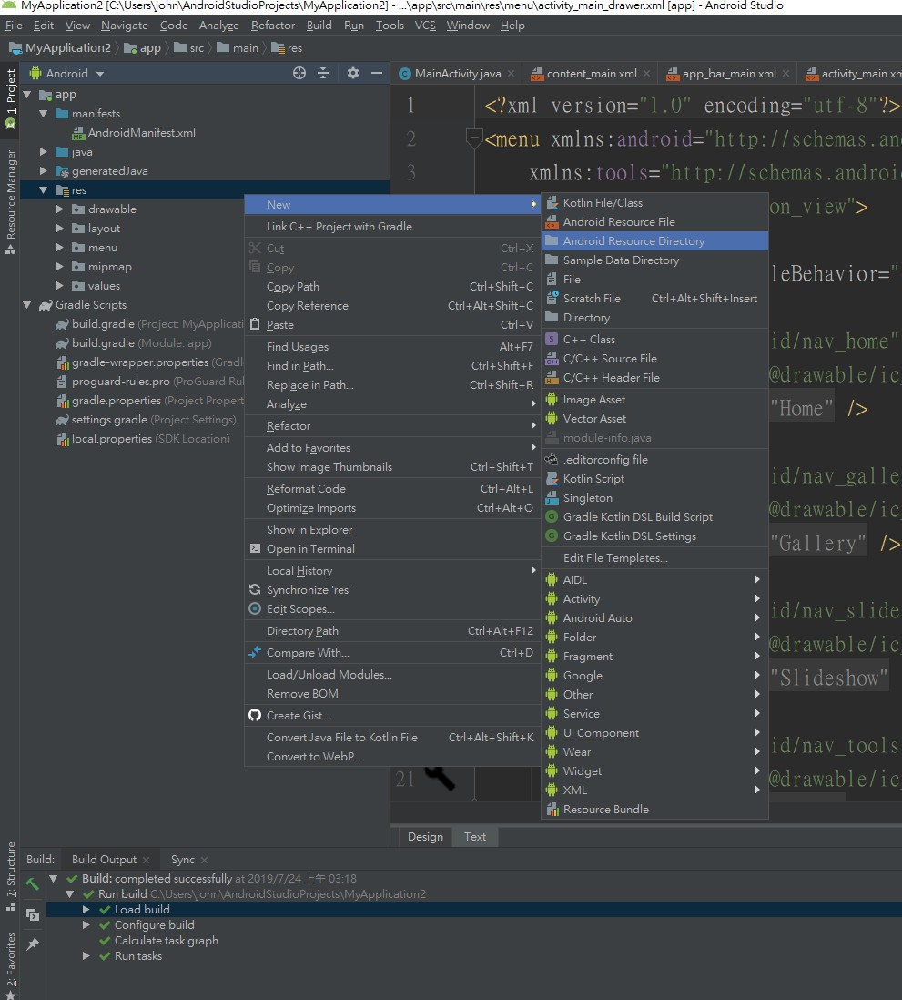 MyApplication2 [C:\Users\john\AndroidStudioProjects\MyApplication2] - ...\app\src\main\res\menu\activity_main_drawer.xml [app] - Android Studio
File Edit View Navigate Code Analyze Refactor Build Run Tools VCS Window Help
MyApplication2 app src main res
1: Project
Resource Manager
7: Structure
2: Favorites
Android
app
manifests
AndroidManifest.xml
java
generatedJava
res
drawable
layout
menu
mipmap
values
Gradle Scripts
build.gradle (Project: MyApplicati
build.gradle (Module: app)
gradle-wrapper.properties (Gradl
proguard-rules.pro (ProGuard Rul
gradle.properties (Project Propert
settings.gradle (Project Settings)
local.properties (SDK Location)
New
Link C++ Project with Gradle
Cut Ctrl+X
Copy Ctrl+C
Copy Path Ctrl+Shift+C
Copy Reference Ctrl+Alt+Shift+C
Paste Ctrl+V
Find Usages Alt+F7
Find in Path... Ctrl+Shift+F
Replace in Path... Ctrl+Shift+R
Analyze
Refactor
Add to Favorites
Show Image Thumbnails Ctrl+Shift+T
Reformat Code Ctrl+Alt+L
Optimize Imports Ctrl+Alt+O
Show in Explorer
Open in Terminal
Local History
Synchronize 'res'
Edit Scopes...
Directory Path Ctrl+Alt+F12
Compare With... Ctrl+D
Load/Unload Modules...
Remove BOM
Create Gist...
Convert Java File to Kotlin File Ctrl+Alt+Shift+K
Convert to WebP...
Kotlin File/Class
Android Resource File
Android Resource Directory
Sample Data Directory
File
Scratch File Ctrl+Alt+Shift+Insert
Directory
C++ Class
C/C++ Source File
C/C++ Header File
Image Asset
Vector Asset
module-info.java
.editorconfig file
Kotlin Script
Singleton
Gradle Kotlin DSL Build Script
Gradle Kotlin DSL Settings
Edit File Templates...
AIDL
Activity
Android Auto
Folder
Fragment
Google
Other
Service
UI Component
Wear
Widget
XML
Resource Bundle
MainActivity.java content_main.xml app_bar_main.xml activity_main.xm
1 <?xml version="1.0" encoding="utf-8"?>
2 <menu xmlns:android="http://schemas.an
3 xmlns:tools="http://schemas.androi
on_view">
leBehavior="
id/nav_home"
@drawable/ic_
"Home" />
id/nav_galle
@drawable/ic_
"Gallery" />
id/nav_slide
@drawable/ic_
"Slideshow"
id/nav_tools
21 @drawable/ic_
Design Text
Build: Build Output Sync
Build: completed successfully at 2019/7/24 上午 03:18
Run build C:\Users\john\AndroidStudioProjects\MyApplication2
Load build
Configure build
Calculate task graph
Run tasks